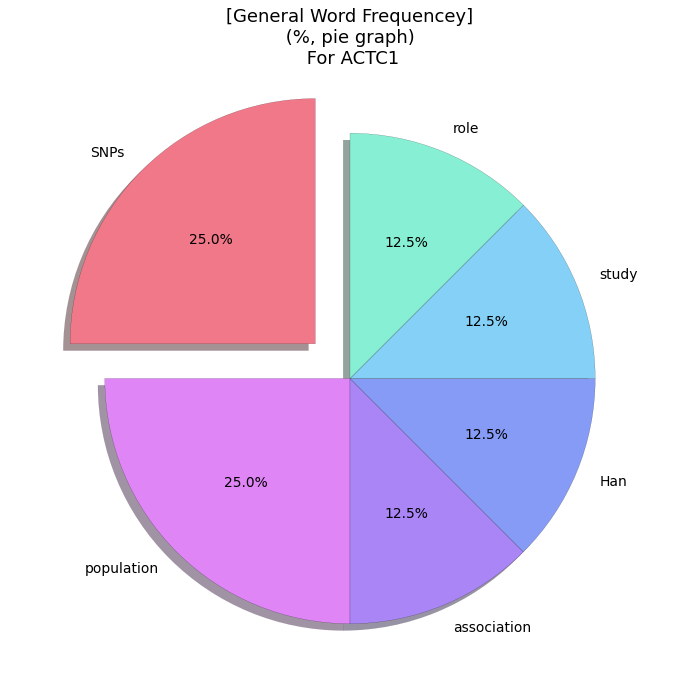 [General Word Frequencey]
(%, pie graph)
For ACTC1
role
SNPs
25.0%
12.5%
study
12.5%
12.5%
Han
25.0%
12.5%
population
association